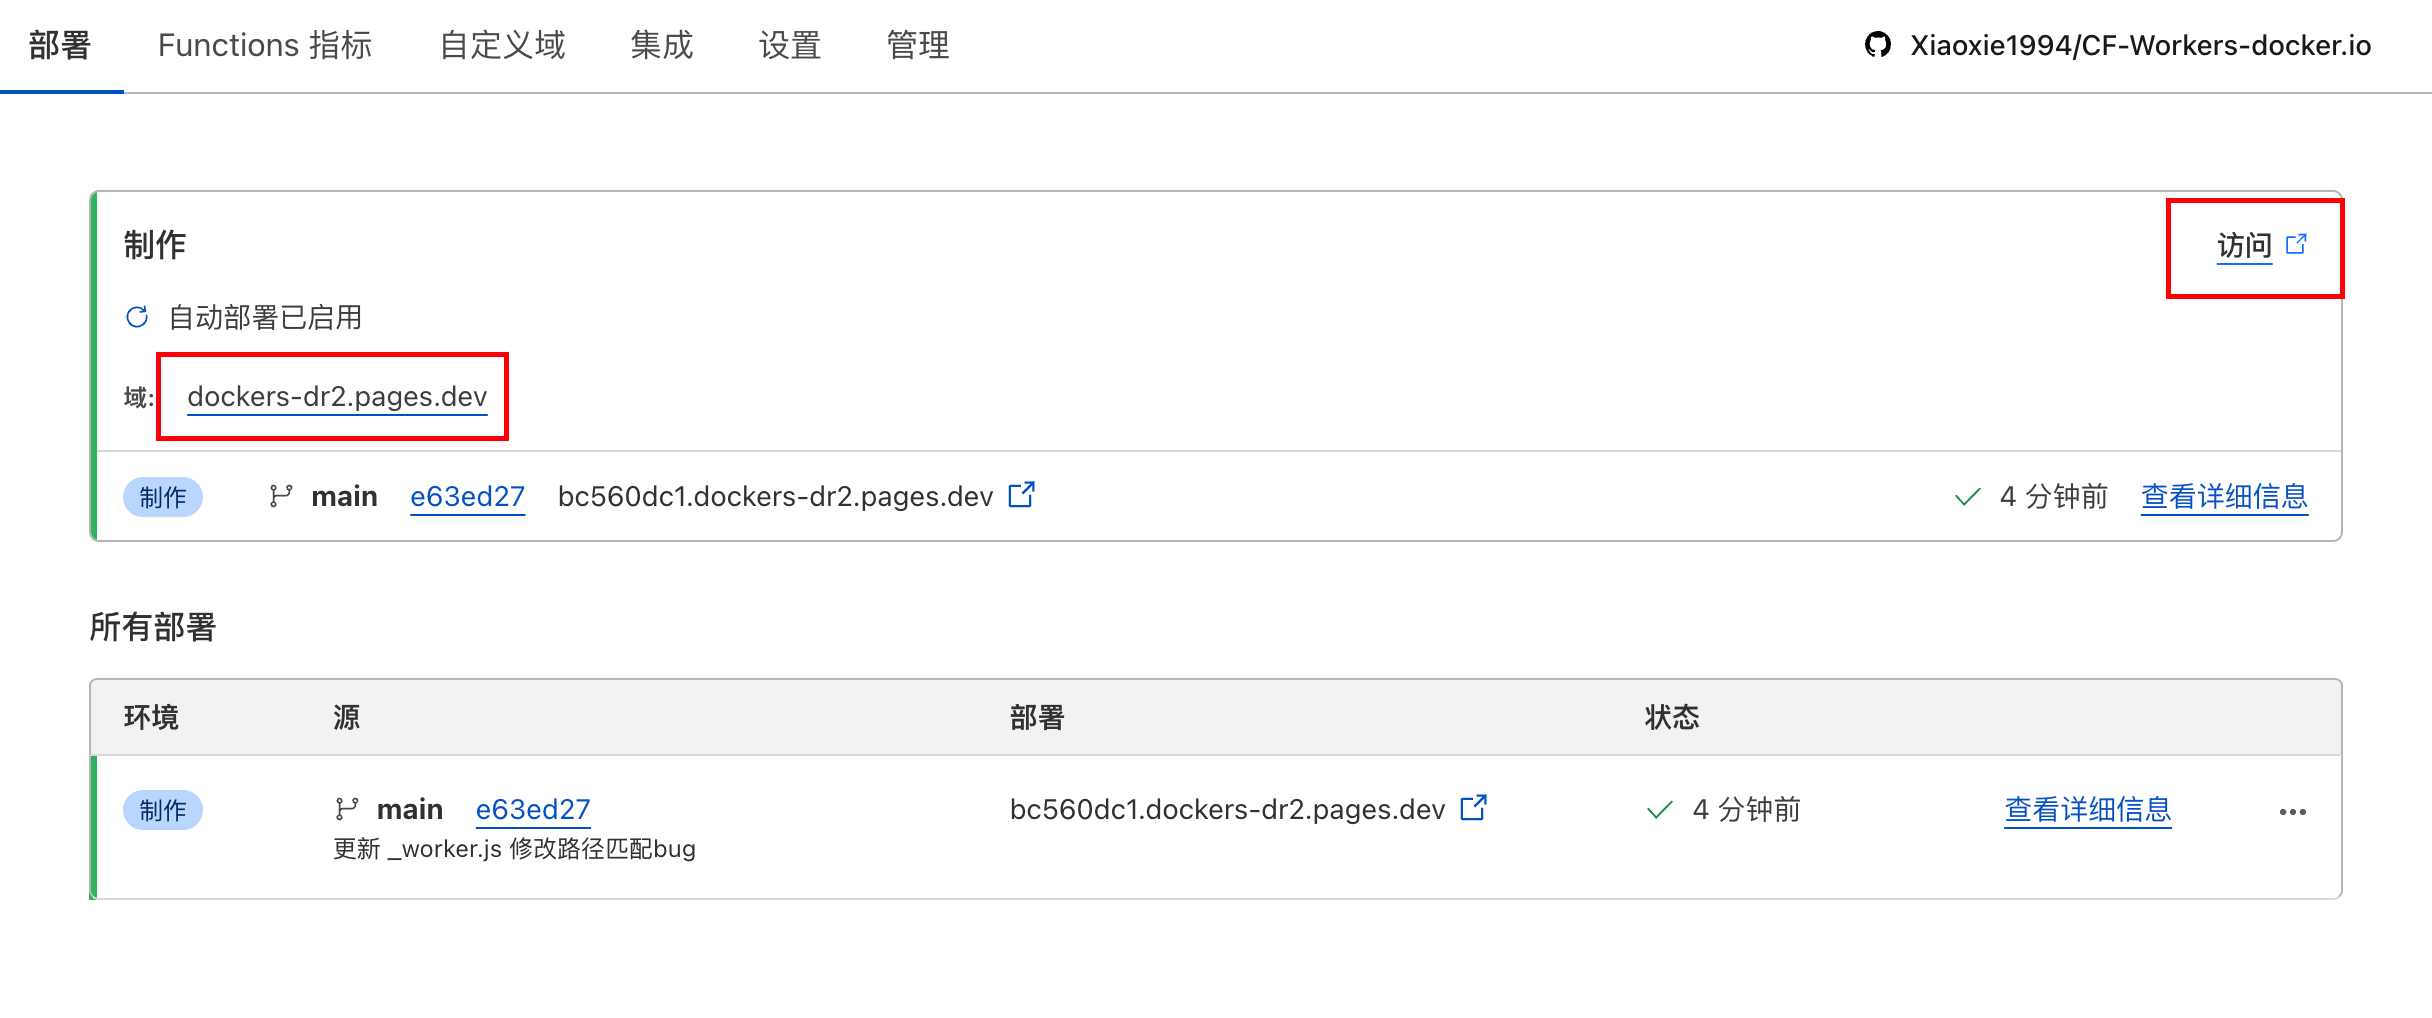 部署 Functions 指标 自定义域 集成 设置 管理 Xiaoxie1994/CF-Workers-docker.io
制作 访问
自动部署已启用
域: dockers-dr2.pages.dev
制作 main e63ed27 bc560dc1.dockers-dr2.pages.dev 4 分钟前 查看详细信息
所有部署
环境 源 部署 状态
制作 main e63ed27 bc560dc1.dockers-dr2.pages.dev 4 分钟前 查看详细信息
更新 _worker.js 修改路径匹配bug